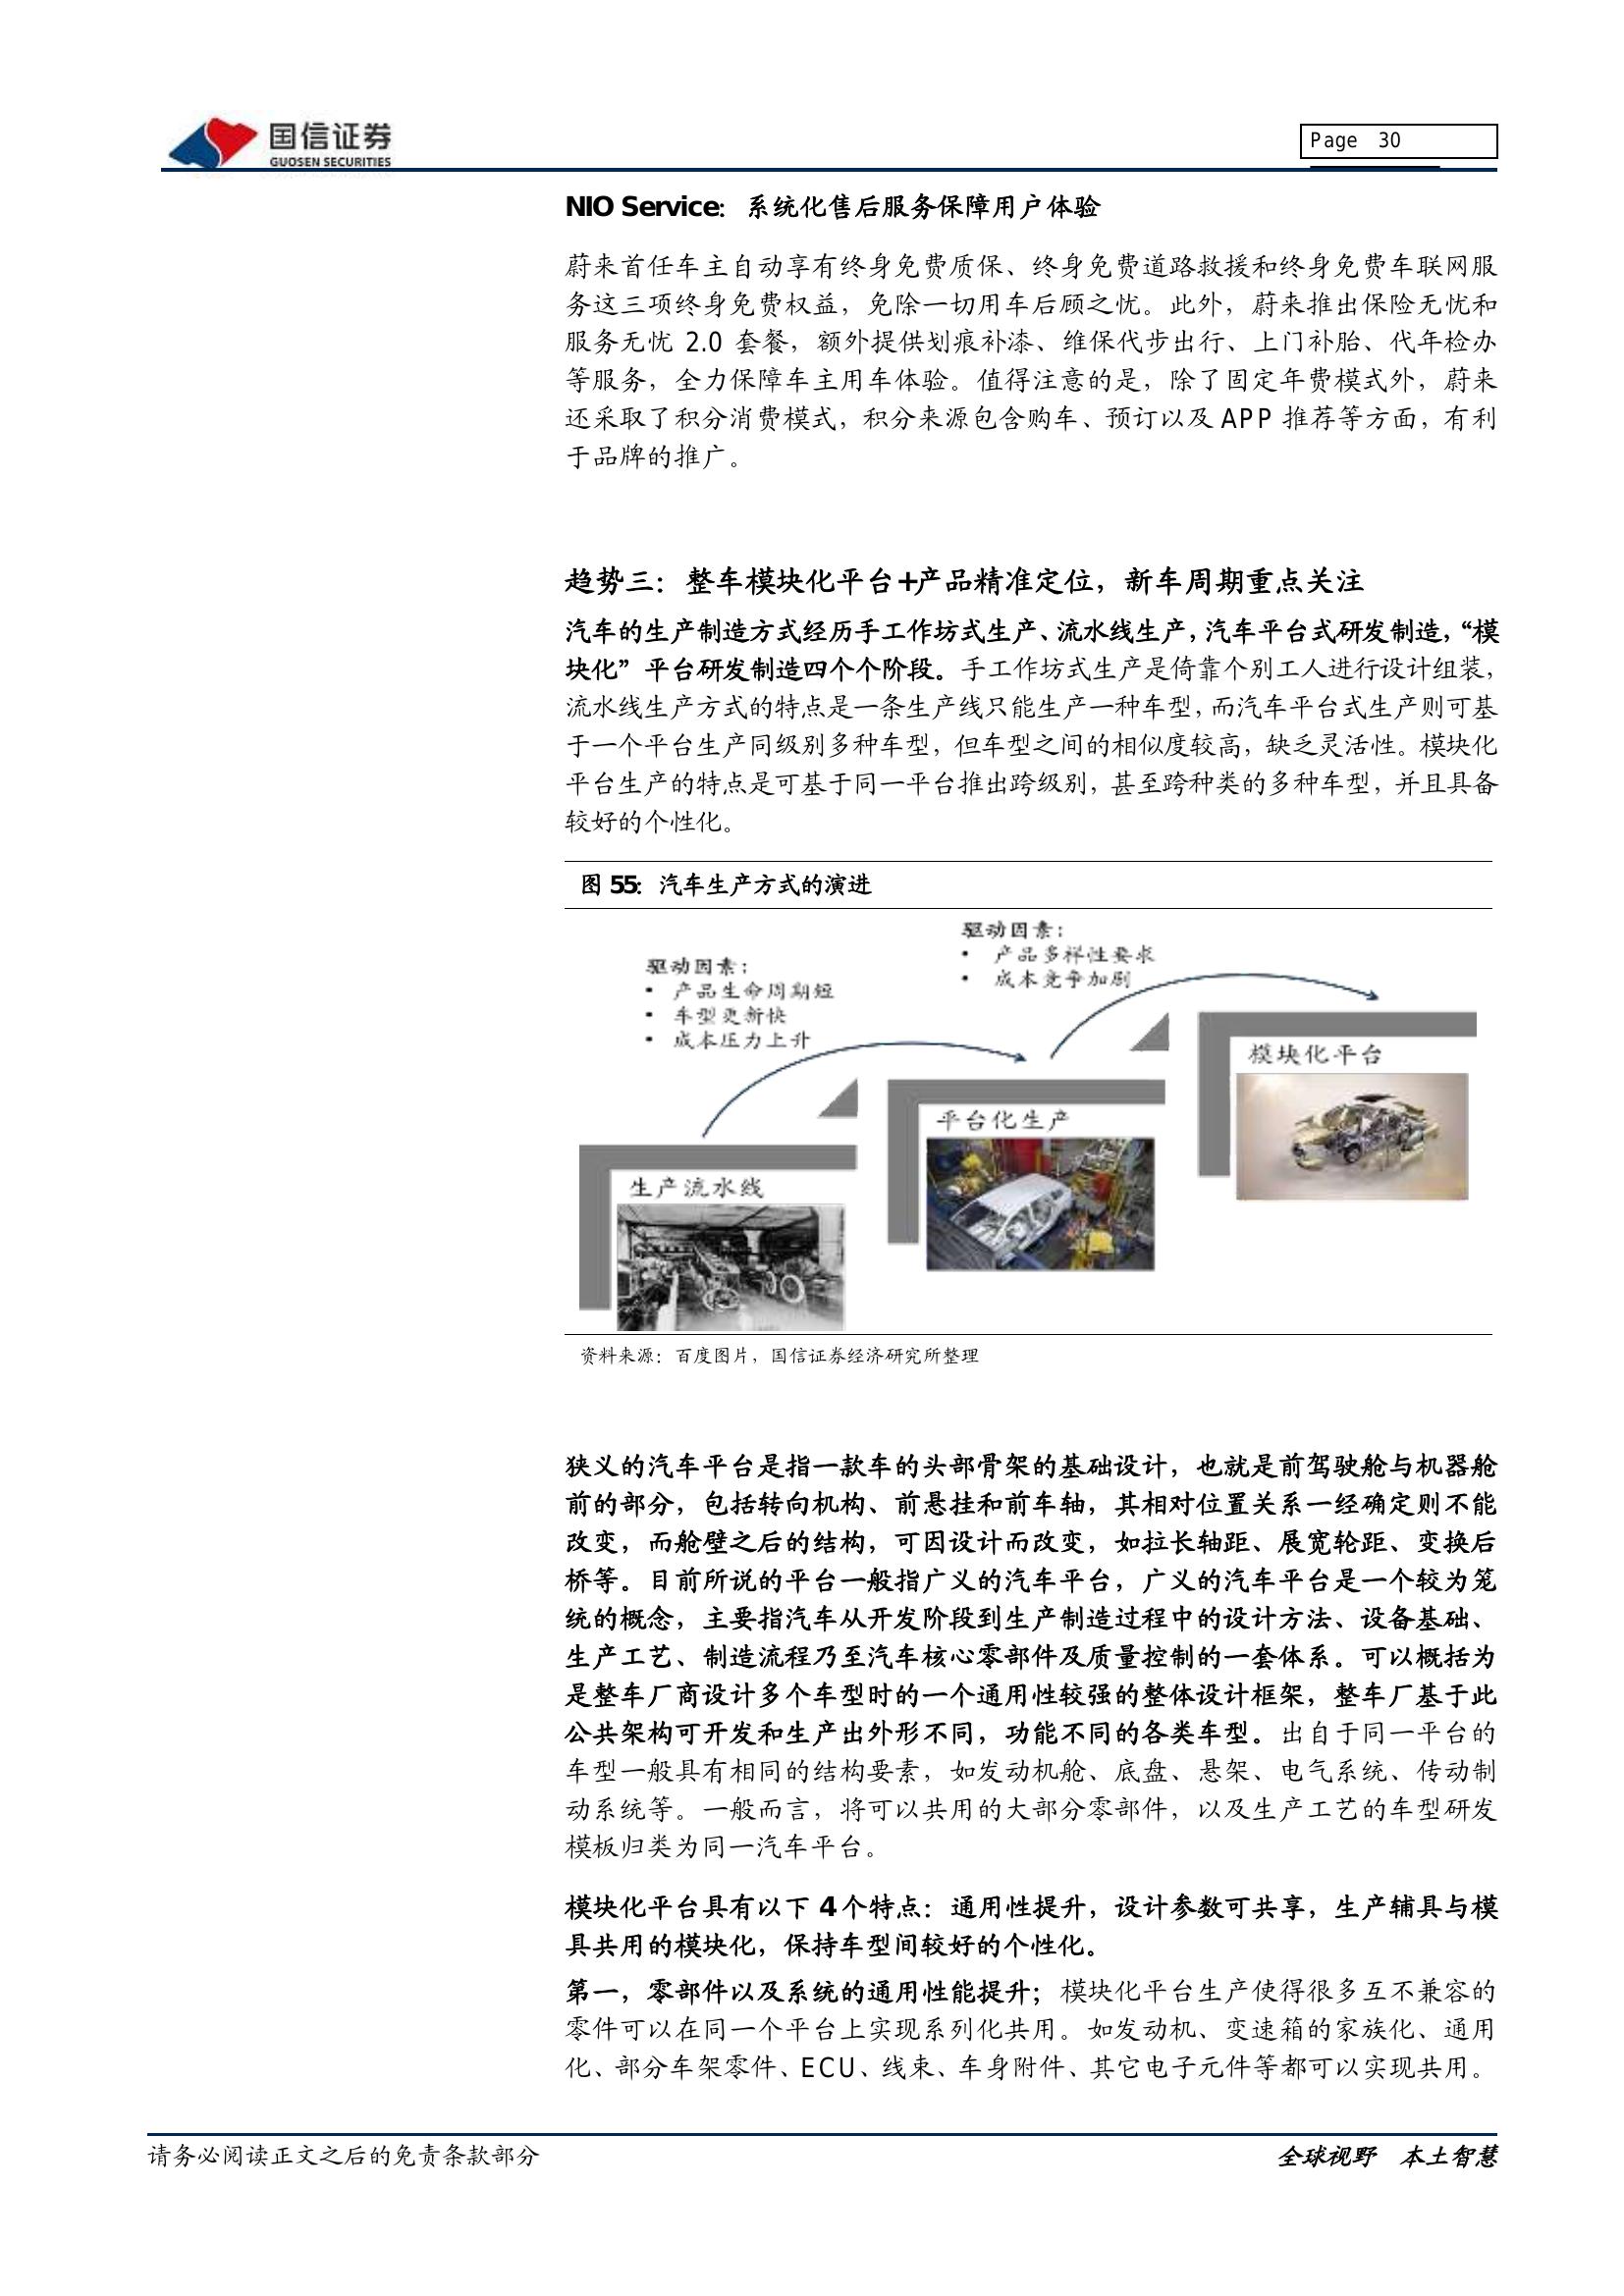 国信证券
GUOSEN SECURITIES
Page 30
NIO Service：系统化售后服务保障用户体验
蔚来首任车主自动享有终身免费质保、终身免费道路救援和终身免费车联网服
务这三项终身免费权益，免除一切用车后顾之忧。此外，蔚来推出保险无忧和
服务无忧 2.0 套餐，额外提供划痕补漆、维保代步出行、上门补胎、代年检办
等服务，全力保障车主用车体验。值得注意的是，除了固定年费模式外，蔚来
还采取了积分消费模式，积分来源包含购车、预订以及 APP 推荐等方面，有利
于品牌的推广。
趋势三：整车模块化平台+产品精准定位，新车周期重点关注
汽车的生产制造方式经历手工作坊式生产、流水线生产，汽车平台式研发制造，“模
块化”平台研发制造四个个阶段。手工作坊式生产是倚靠个别工人进行设计组装，
流水线生产方式的特点是一条生产线只能生产一种车型，而汽车平台式生产则可基
于一个平台生产同级别多种车型，但车型之间的相似度较高，缺乏灵活性。模块化
平台生产的特点是可基于同一平台推出跨级别，甚至跨种类的多种车型，并且具备
较好的个性化。
图 55：汽车生产方式的演进
驱动因素：
• 产品多样性要求
• 成本竞争加剧
驱动因素：
• 产品生命周期短
• 车型更新快
• 成本压力上升
模块化平台
平台化生产
生产流水线
资料来源：百度图片，国信证券经济研究所整理
狭义的汽车平台是指一款车的头部骨架的基础设计，也就是前驾驶舱与机器舱
前的部分，包括转向机构、前悬挂和前车轴，其相对位置关系一经确定则不能
改变，而舱壁之后的结构，可因设计而改变，如拉长轴距、展宽轮距、变换后
桥等。目前所说的平台一般指广义的汽车平台，广义的汽车平台是一个较为笼
统的概念，主要指汽车从开发阶段到生产制造过程中的设计方法、设备基础、
生产工艺、制造流程乃至汽车核心零部件及质量控制的一套体系。可以概括为
是整车厂商设计多个车型时的一个通用性较强的整体设计框架，整车厂基于此
公共架构可开发和生产出外形不同，功能不同的各类车型。出自于同一平台的
车型一般具有相同的结构要素，如发动机舱、底盘、悬架、电气系统、传动制
动系统等。一般而言，将可以共用的大部分零部件，以及生产工艺的车型研发
模板归类为同一汽车平台。
模块化平台具有以下 4 个特点：通用性提升，设计参数可共享，生产辅具与模
具共用的模块化，保持车型间较好的个性化。
第一，零部件以及系统的通用性能提升；模块化平台生产使得很多互不兼容的
零件可以在同一个平台上实现系列化共用。如发动机、变速箱的家族化、通用
化、部分车架零件、ECU、线束、车身附件、其它电子元件等都可以实现共用。
请务必阅读正文之后的免责条款部分
全球视野 本土智慧